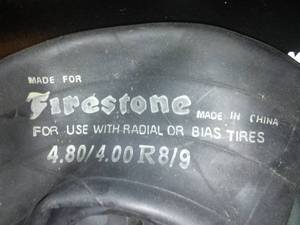 MADE FOR
Firestone
MADE IN CHINA
FOR USE WITH RADIAL OR BIAS TIRES
4.80/4.00 R8/9